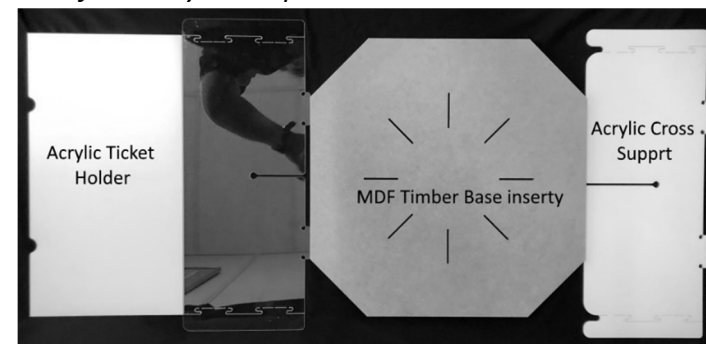 Acrylic Ticket
Holder
MDF Timber Base inserty
Acrylic Cross
Supprt